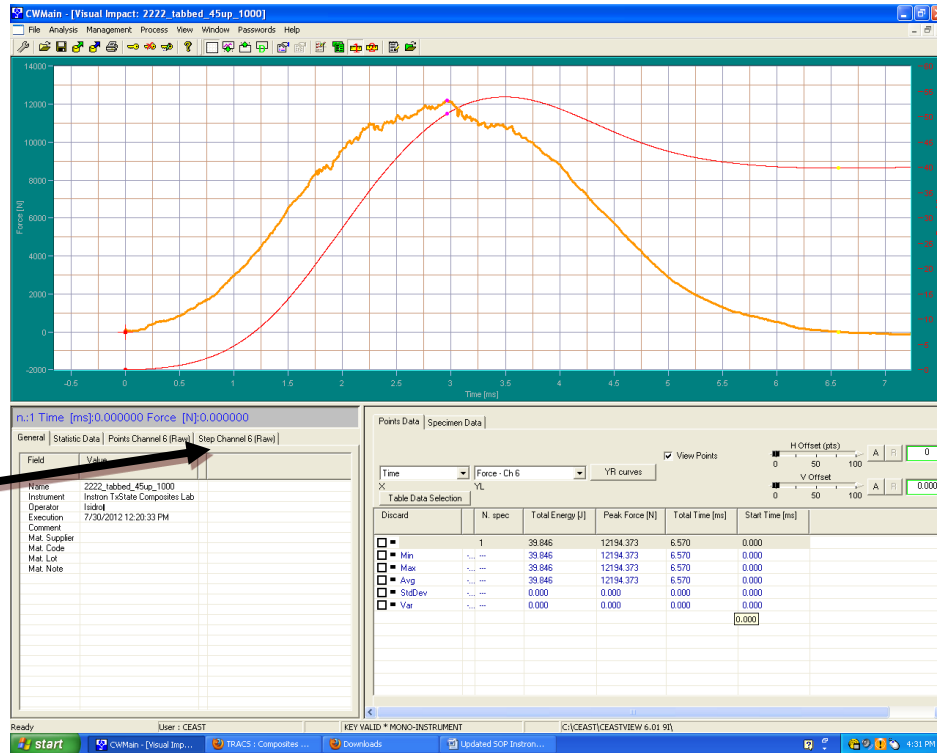 CWMain - [Visual Impact: 2222_tabbed_45up_1000]
File Analysis Management Process View Window Passwords Help
14000
12000
10000
8000
6000
4000
2000
0
-2000
Force [N]
-0.5 0 0.5 1 1.5 2 2.5 3 3.5 4 4.5 5 5.5 6 6.5 7
Time [ms]
n.:1 Time [ms]:0.000000 Force [N]:0.000000
General Statistic Data Points Channel 6 (Raw) Step Channel 6 (Raw)
Field Value
Name 2222_tabbed_45up_1000
Instrument Instron TxState Composites Lab
Operator Isidrol
Execution 7/30/2012 12:20:33 PM
Comment
Mat. Supplier
Mat. Code
Mat. Lot
Mat. Note
Points Data Specimen Data
View Points
H Offset (pts)
0 50 100
A R 0
V Offset
0 50 100
A R 0.000
Time Force - Ch 6 YR curves
X YL
Table Data Selection
Discard N. spec Total Energy [J] Peak Force [N] Total Time [ms] Start Time [ms]
1 39.846 12194.373 6.570 0.000
Min -... --- 39.846 12194.373 6.570 0.000
Max -... --- 39.846 12194.373 6.570 0.000
Avg -... --- 39.846 12194.373 6.570 0.000
StdDev -... --- 0.000 0.000 0.000 0.000
Var -... --- 0.000 0.000 0.000 0.000
0.000
Ready User : CEAST KEY VALID * MONO-INSTRUMENT C:\CEAST\CEASTVIEW 6.01 9I\
start CWMain - [Visual Imp... TRACS : Composites ... Downloads Updated SOP Instron... 4:31 PM